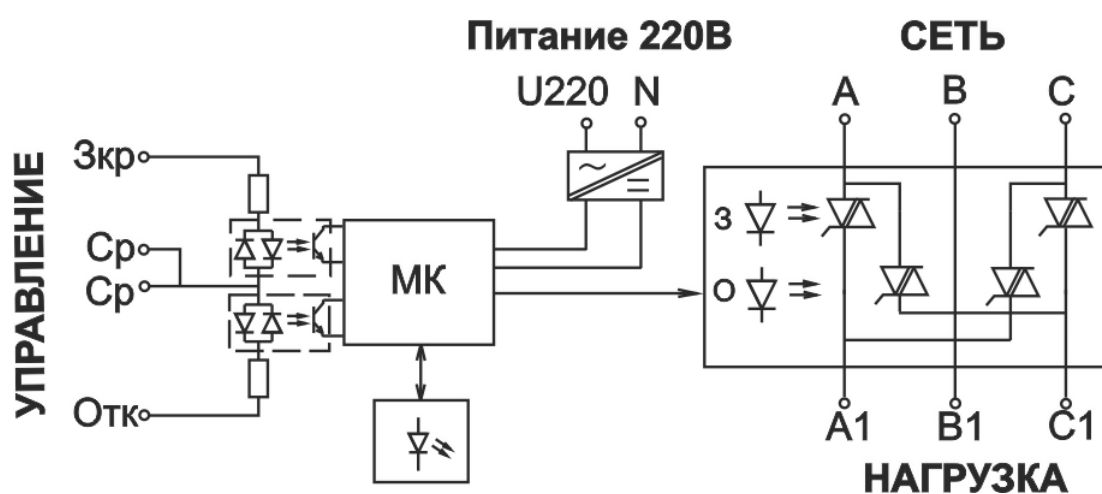 Питание 220В
СЕТЬ
U220 N
A B C
УПРАВЛЕНИЕ
Зкр
Ср
Ср
Отк
МК
З
О
A1 B1 C1
НАГРУЗКА